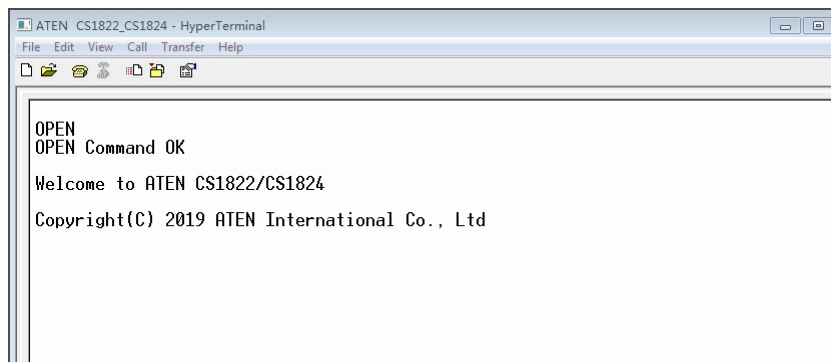 ATEN CS1822_CS1824 - HyperTerminal
File Edit View Call Transfer Help
OPEN
OPEN Command OK
Welcome to ATEN CS1822/CS1824
Copyright(C) 2019 ATEN International Co., Ltd